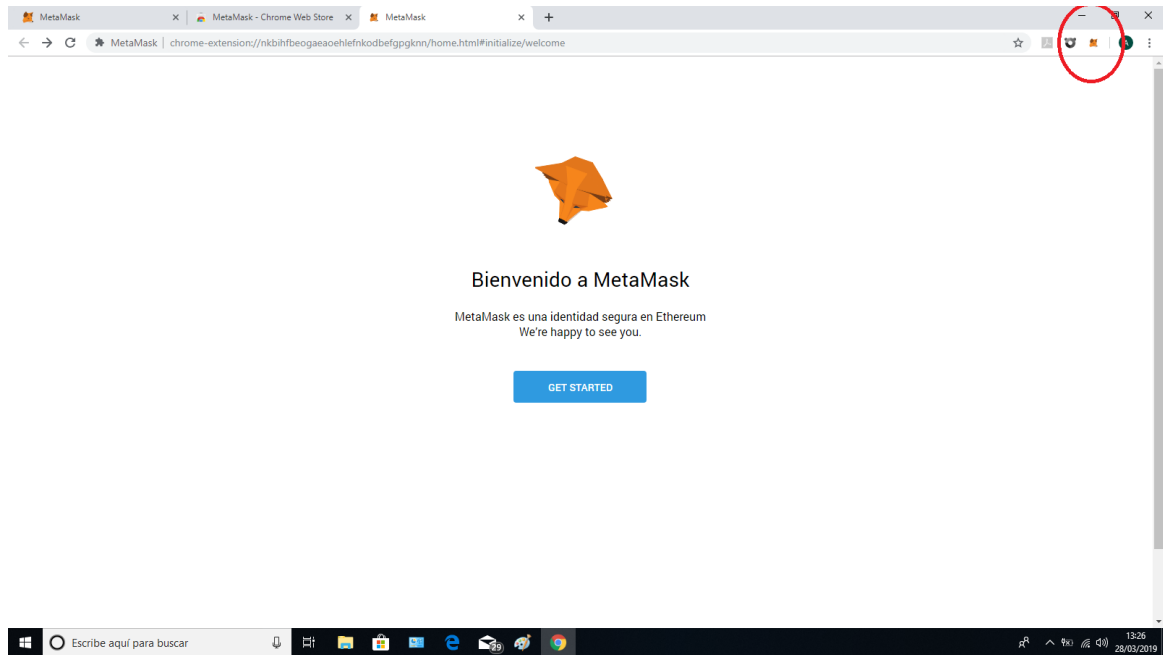 MetaMask
MetaMask - Chrome Web Store
MetaMask
MetaMask chrome-extension://nkbihfbeogaeaoehlefnkodbefgpgknn/home.html#initialize/welcome
Bienvenido a MetaMask
MetaMask es una identidad segura en Ethereum
We're happy to see you.
GET STARTED
Escribe aquí para buscar
29
13:26
28/03/2019